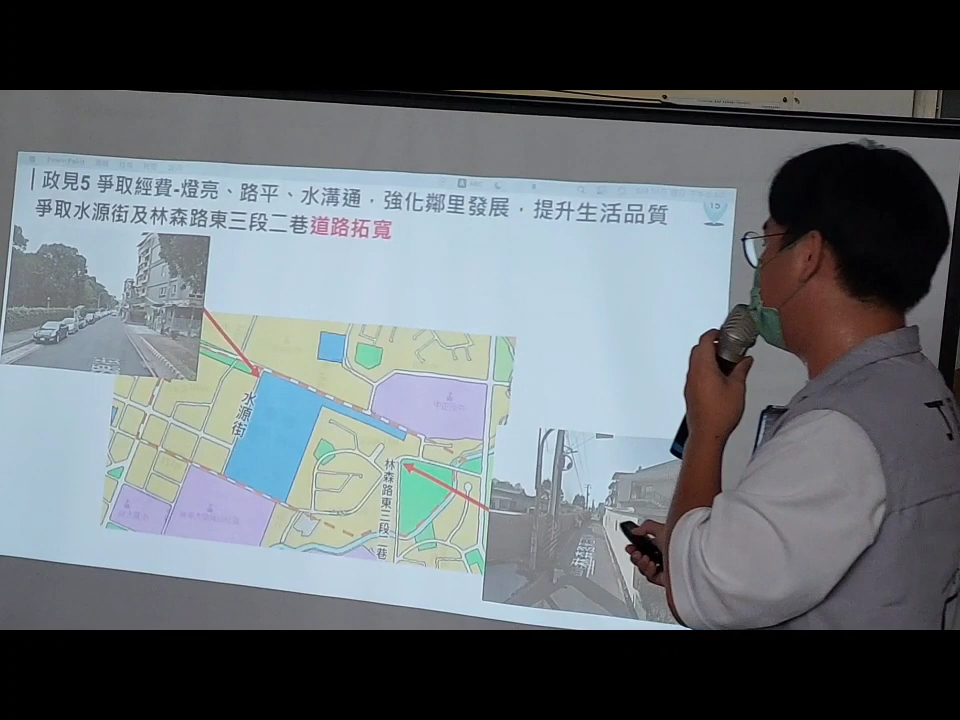 政見5 爭取經費-燈亮、路平、水溝通，強化鄰里發展，提升生活品質
15
爭取水源街及林森路東三段二巷道路拓寬
水源街
林森路東三段二巷
T